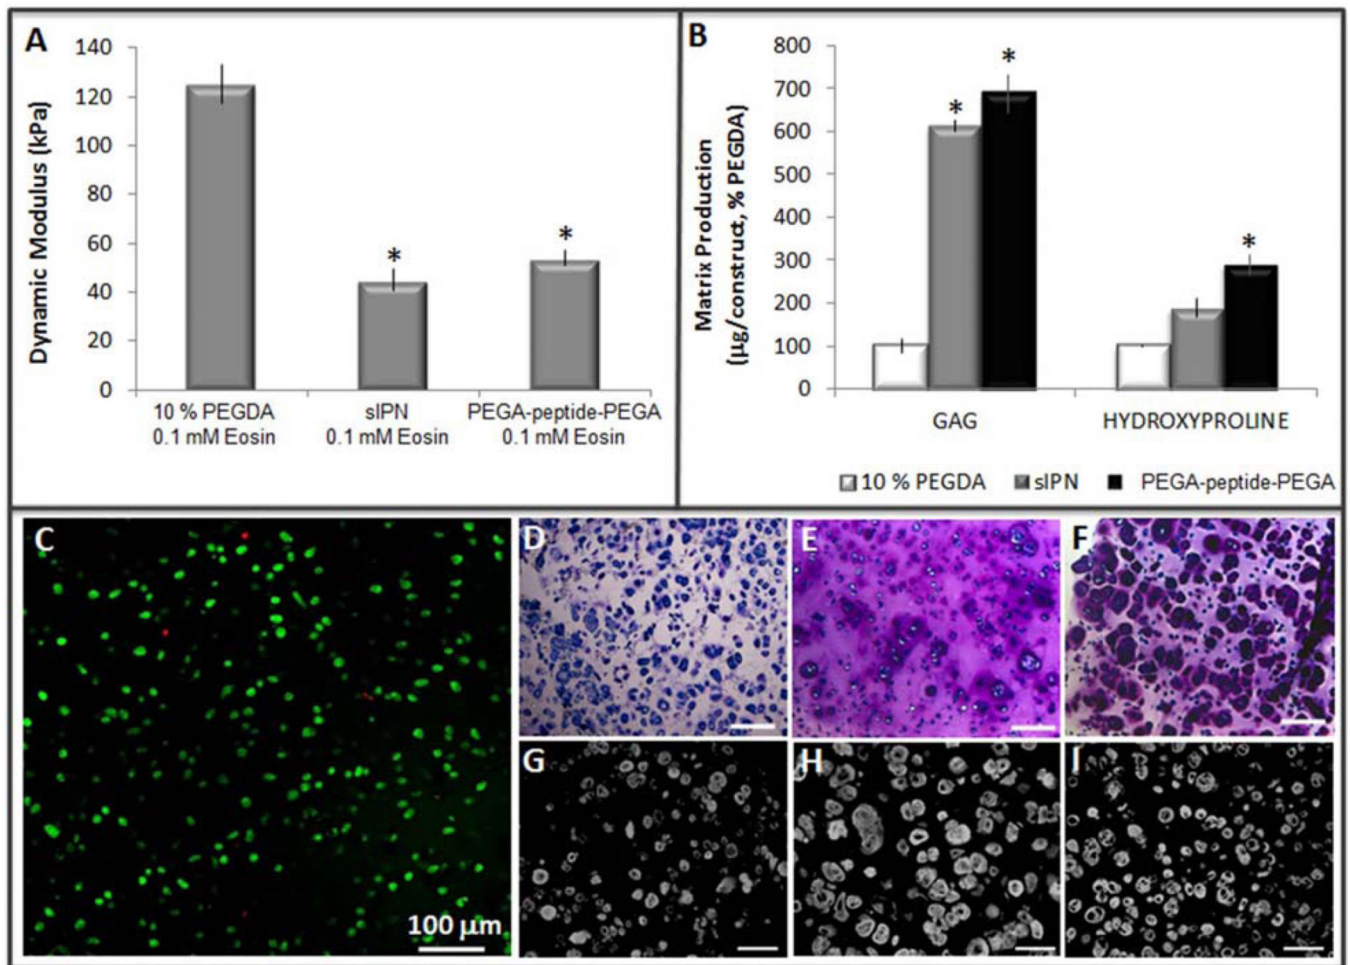 A
140
120
100
80
60
40
20
0
Dynamic Modulus (kPa)
*
*
10 % PEGDA
0.1 mM Eosin
sIPN
0.1 mM Eosin
PEGA-peptide-PEGA
0.1 mM Eosin
B
800
700
600
500
400
300
200
100
0
Matrix Production
(µg/construct, % PEGDA)
*
*
*
GAG
HYDROXYPROLINE
10 % PEGDA
sIPN
PEGA-peptide-PEGA
C
100 µm
D
E
F
G
H
I